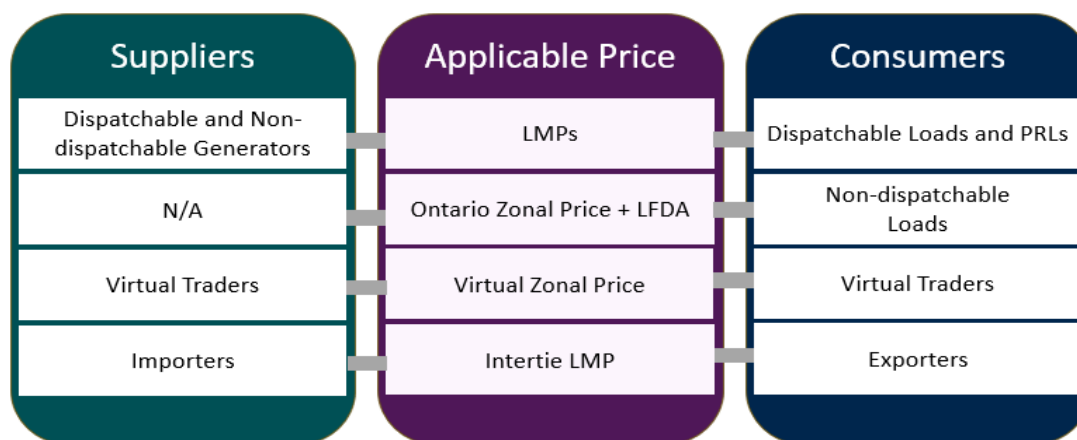 Suppliers
Applicable Price
Consumers
Dispatchable and Non-
dispatchable Generators
LMPs
Dispatchable Loads and PRLs
N/A
Ontario Zonal Price + LFDA
Non-dispatchable
Loads
Virtual Traders
Virtual Zonal Price
Virtual Traders
Importers
Intertie LMP
Exporters